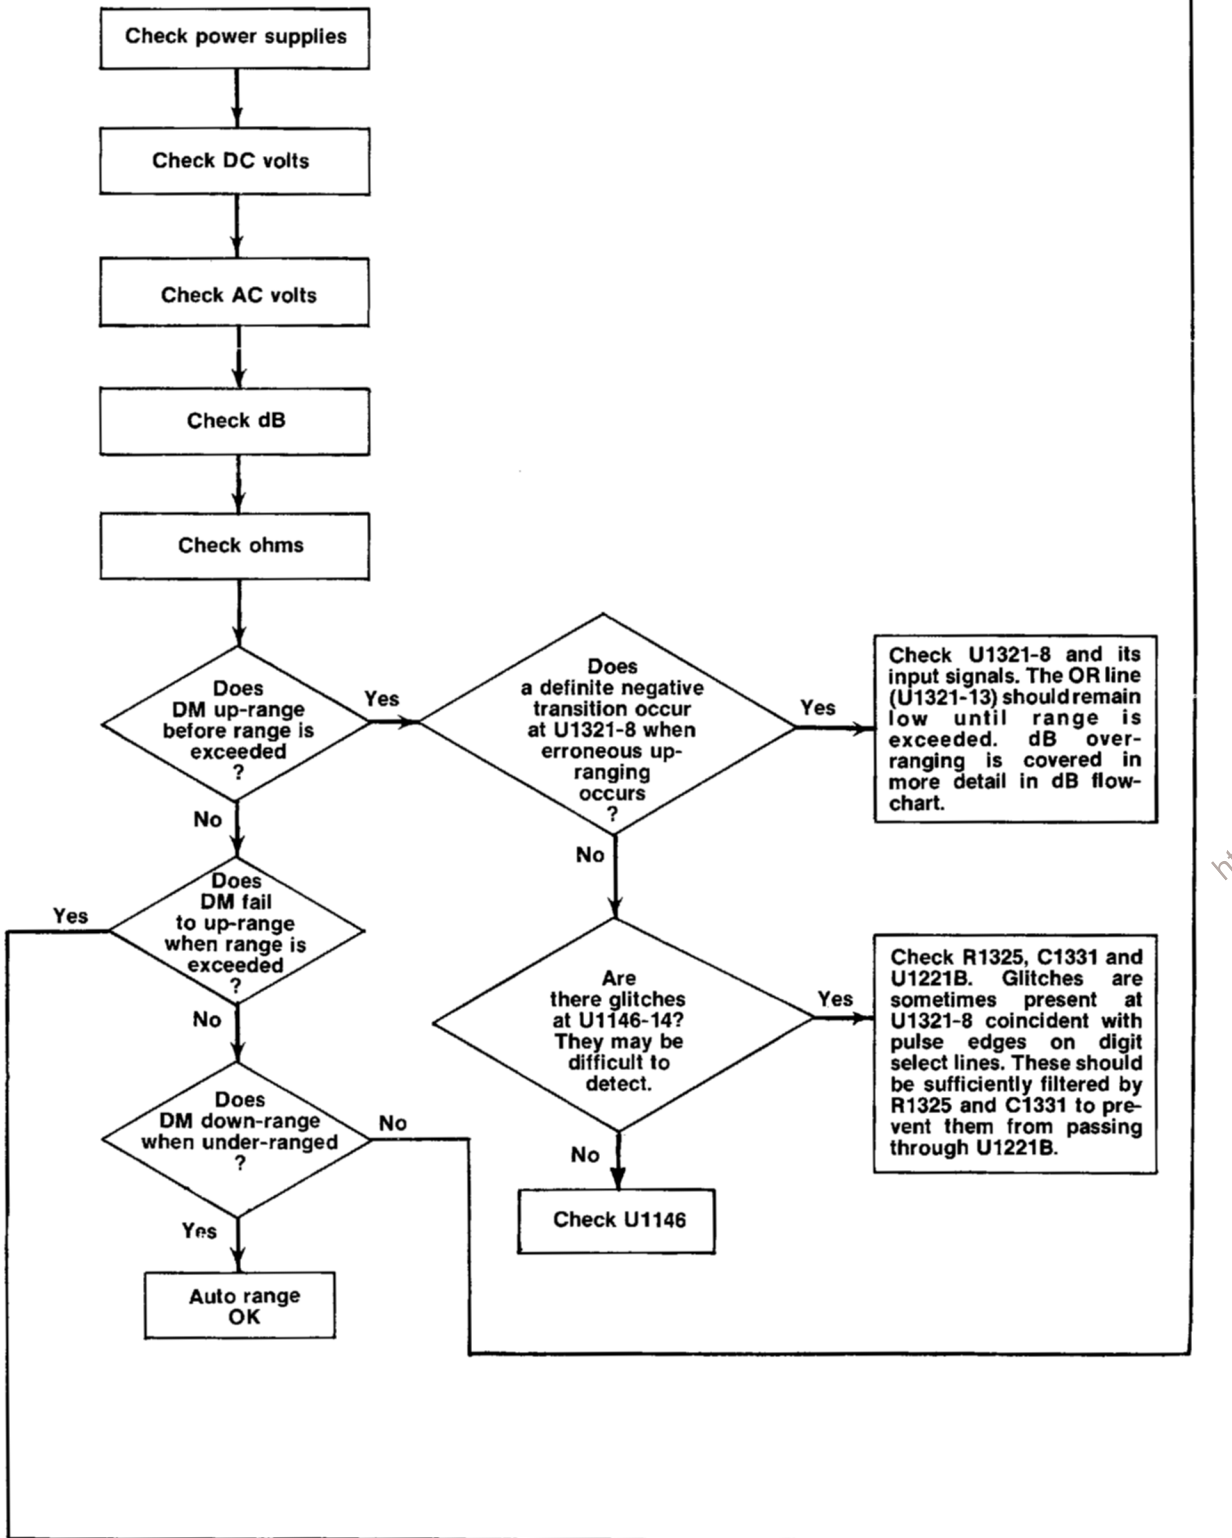 Check power supplies
Check DC volts
Check AC volts
Check dB
Check ohms
Does
DM up-range
before range is
exceeded
?
Yes
No
Does
a definite negative
transition occur
at U1321-8 when
erroneous up-
ranging
occurs
?
Yes
No
Check U1321-8 and its
input signals. The OR line
(U1321-13) should remain
low until range is
exceeded. dB over-
ranging is covered in
more detail in dB flow-
chart.
Does
DM fail
to up-range
when range is
exceeded
?
Yes
No
Are
there glitches
at U1146-14?
They may be
difficult to
detect.
Yes
No
Check R1325, C1331 and
U1221B. Glitches are
sometimes present at
U1321-8 coincident with
pulse edges on digit
select lines. These should
be sufficiently filtered by
R1325 and C1331 to pre-
vent them from passing
through U1221B.
Does
DM down-range
when under-ranged
?
No
Yes
Check U1146
Auto range
OK